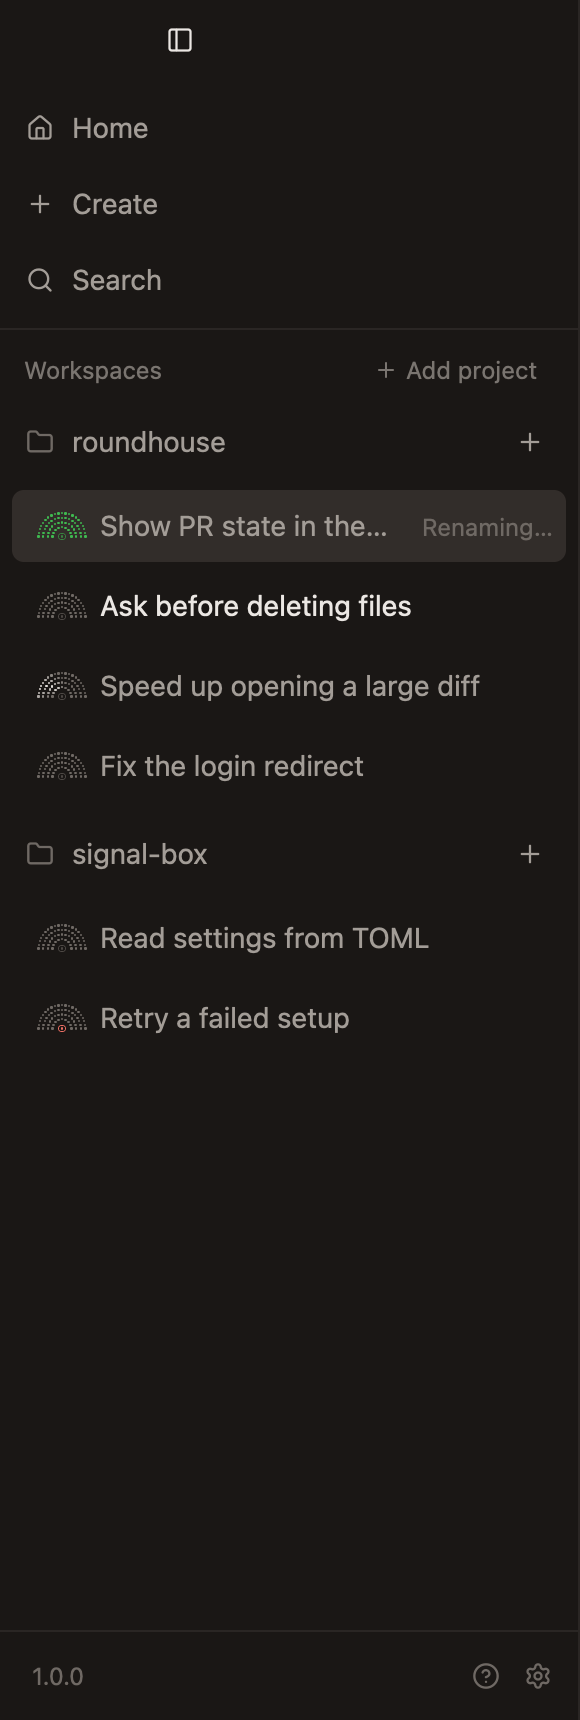 Home
Create
Search
Workspaces
Add project
roundhouse
Show PR state in the... Renaming...
Ask before deleting files
Speed up opening a large diff
Fix the login redirect
signal-box
Read settings from TOML
Retry a failed setup
1.0.0